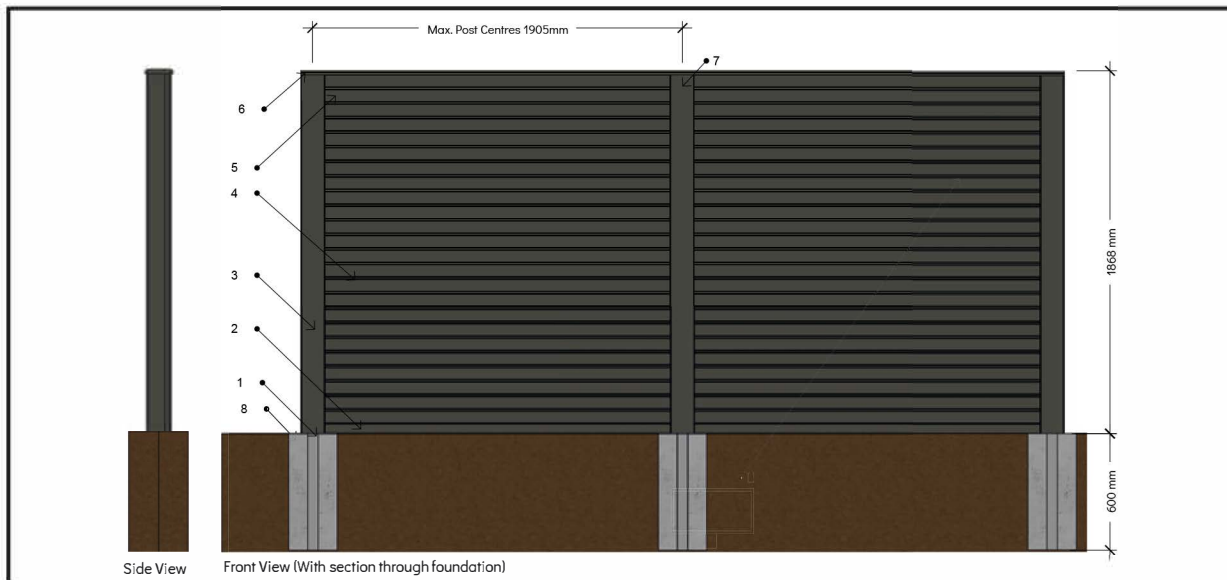 Max. Post Centres 1905mm
7
6
5
4
3
2
1
8
1868 mm
600 mm
Side View
Front View (With section through foundation)